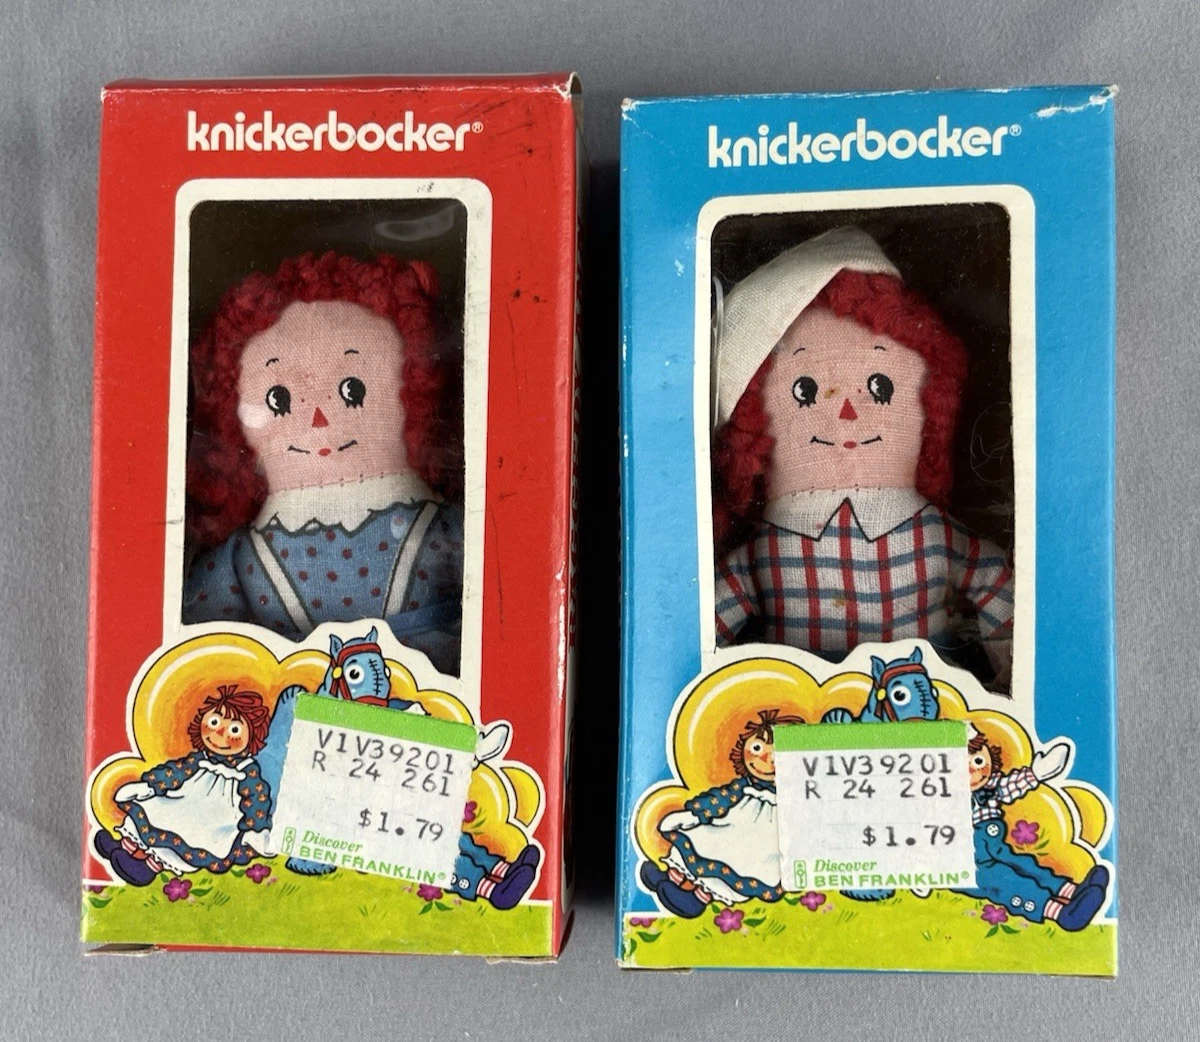 knickerbocker®
V1V39201
R 24 261
$1.79
Discover
BEN FRANKLIN®
knickerbocker®
V1V39201
R 24 261
$1.79
Discover
BEN FRANKLIN®